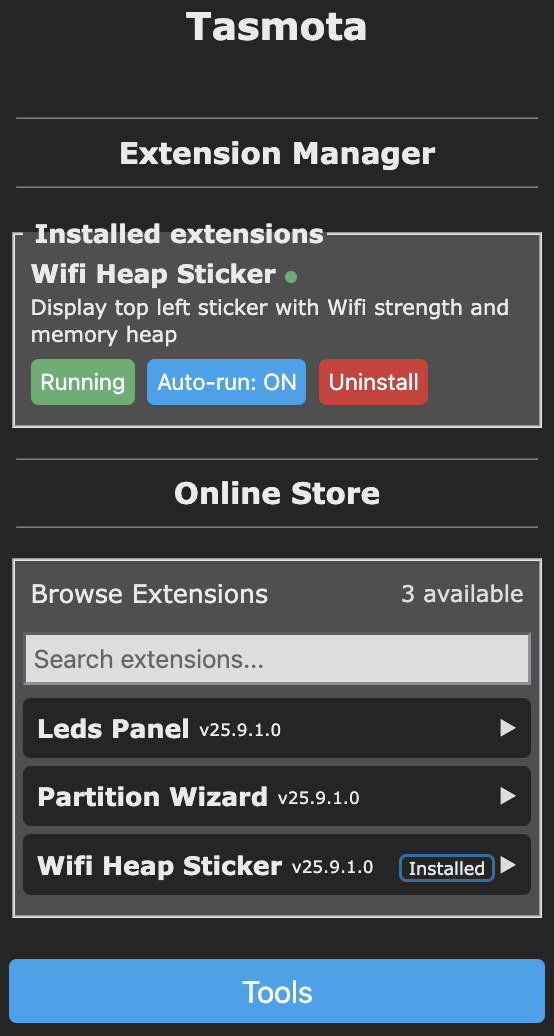 Tasmota
Extension Manager
Installed extensions
Wifi Heap Sticker
Display top left sticker with Wifi strength and
memory heap
Running Auto-run: ON Uninstall
Online Store
Browse Extensions 3 available
Search extensions...
Leds Panel v25.9.1.0
Partition Wizard v25.9.1.0
Wifi Heap Sticker v25.9.1.0 Installed
Tools